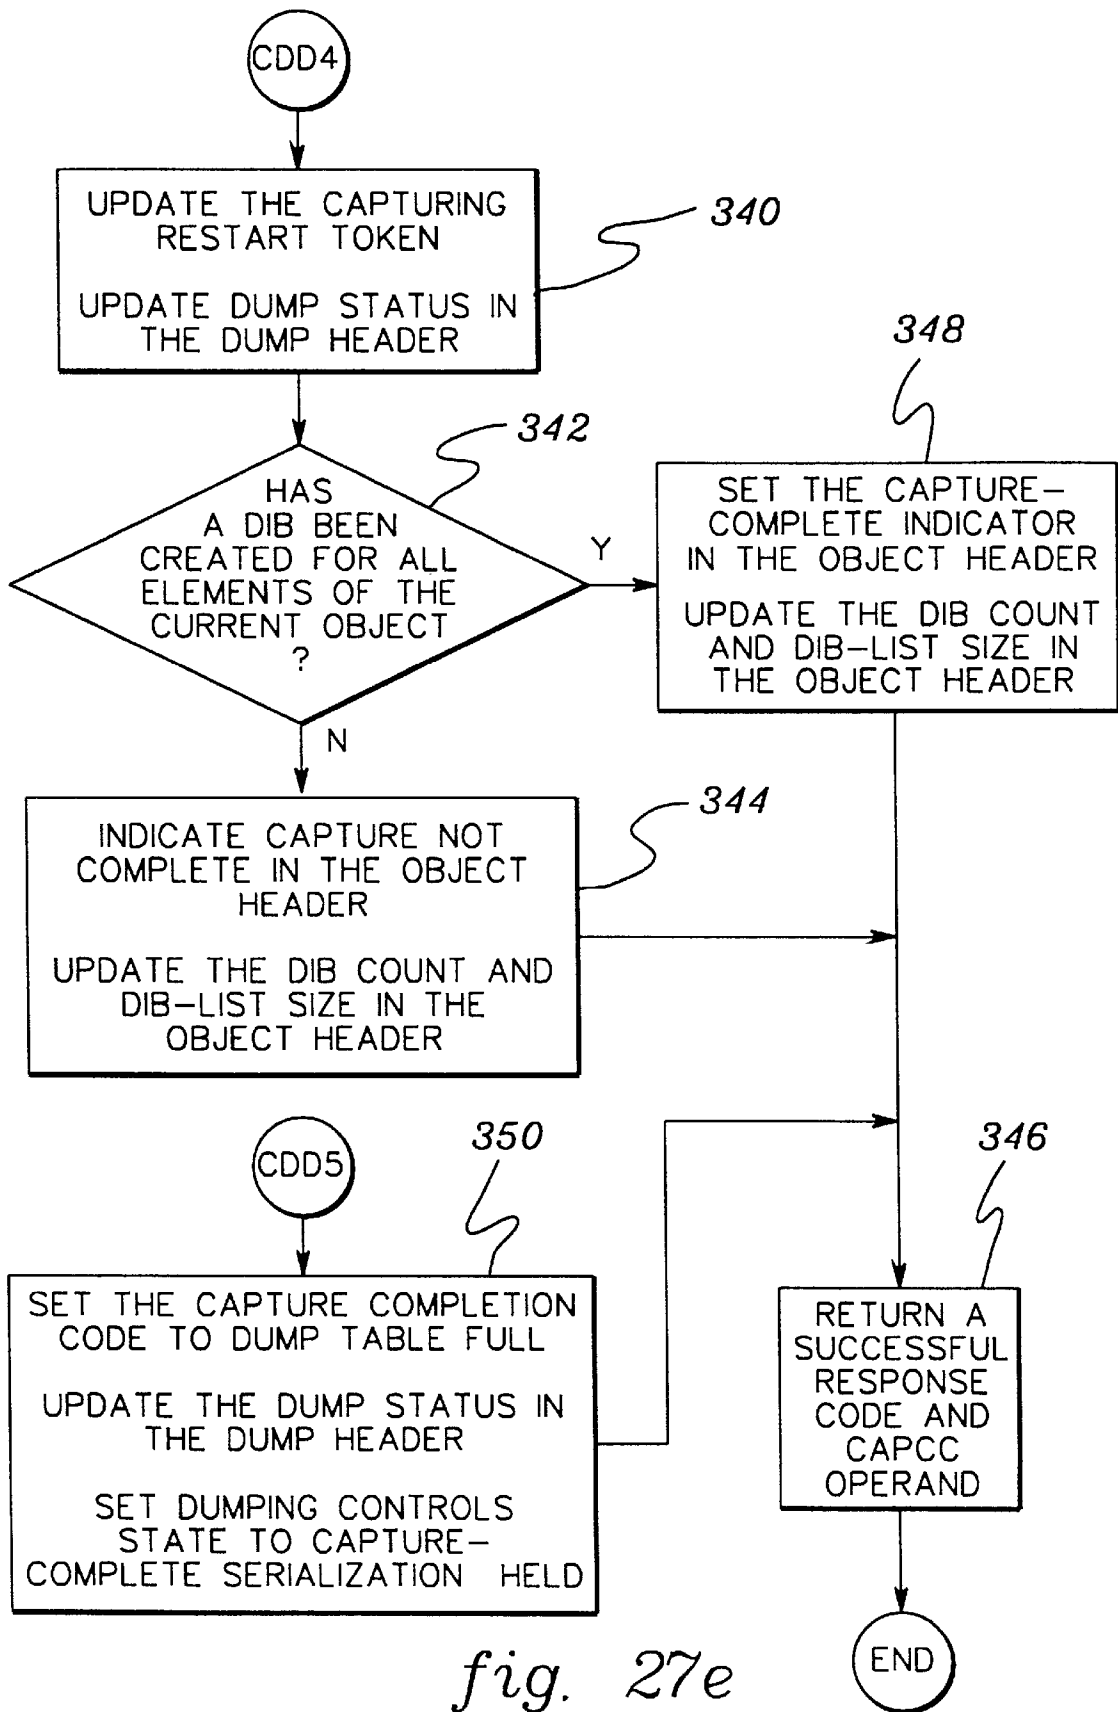 CDD4
UPDATE THE CAPTURING
RESTART TOKEN
UPDATE DUMP STATUS IN
THE DUMP HEADER
340
342
HAS
A DIB BEEN
CREATED FOR ALL
ELEMENTS OF THE
CURRENT OBJECT
?
Y
N
348
SET THE CAPTURE-
COMPLETE INDICATOR
IN THE OBJECT HEADER
UPDATE THE DIB COUNT
AND DIB-LIST SIZE IN
THE OBJECT HEADER
344
INDICATE CAPTURE NOT
COMPLETE IN THE OBJECT
HEADER
UPDATE THE DIB COUNT AND
DIB-LIST SIZE IN THE
OBJECT HEADER
CDD5
350
SET THE CAPTURE COMPLETION
CODE TO DUMP TABLE FULL
UPDATE THE DUMP STATUS IN
THE DUMP HEADER
SET DUMPING CONTROLS
STATE TO CAPTURE-
COMPLETE SERIALIZATION HELD
346
RETURN A
SUCCESSFUL
RESPONSE
CODE AND
CAPCC
OPERAND
END
fig. 27e